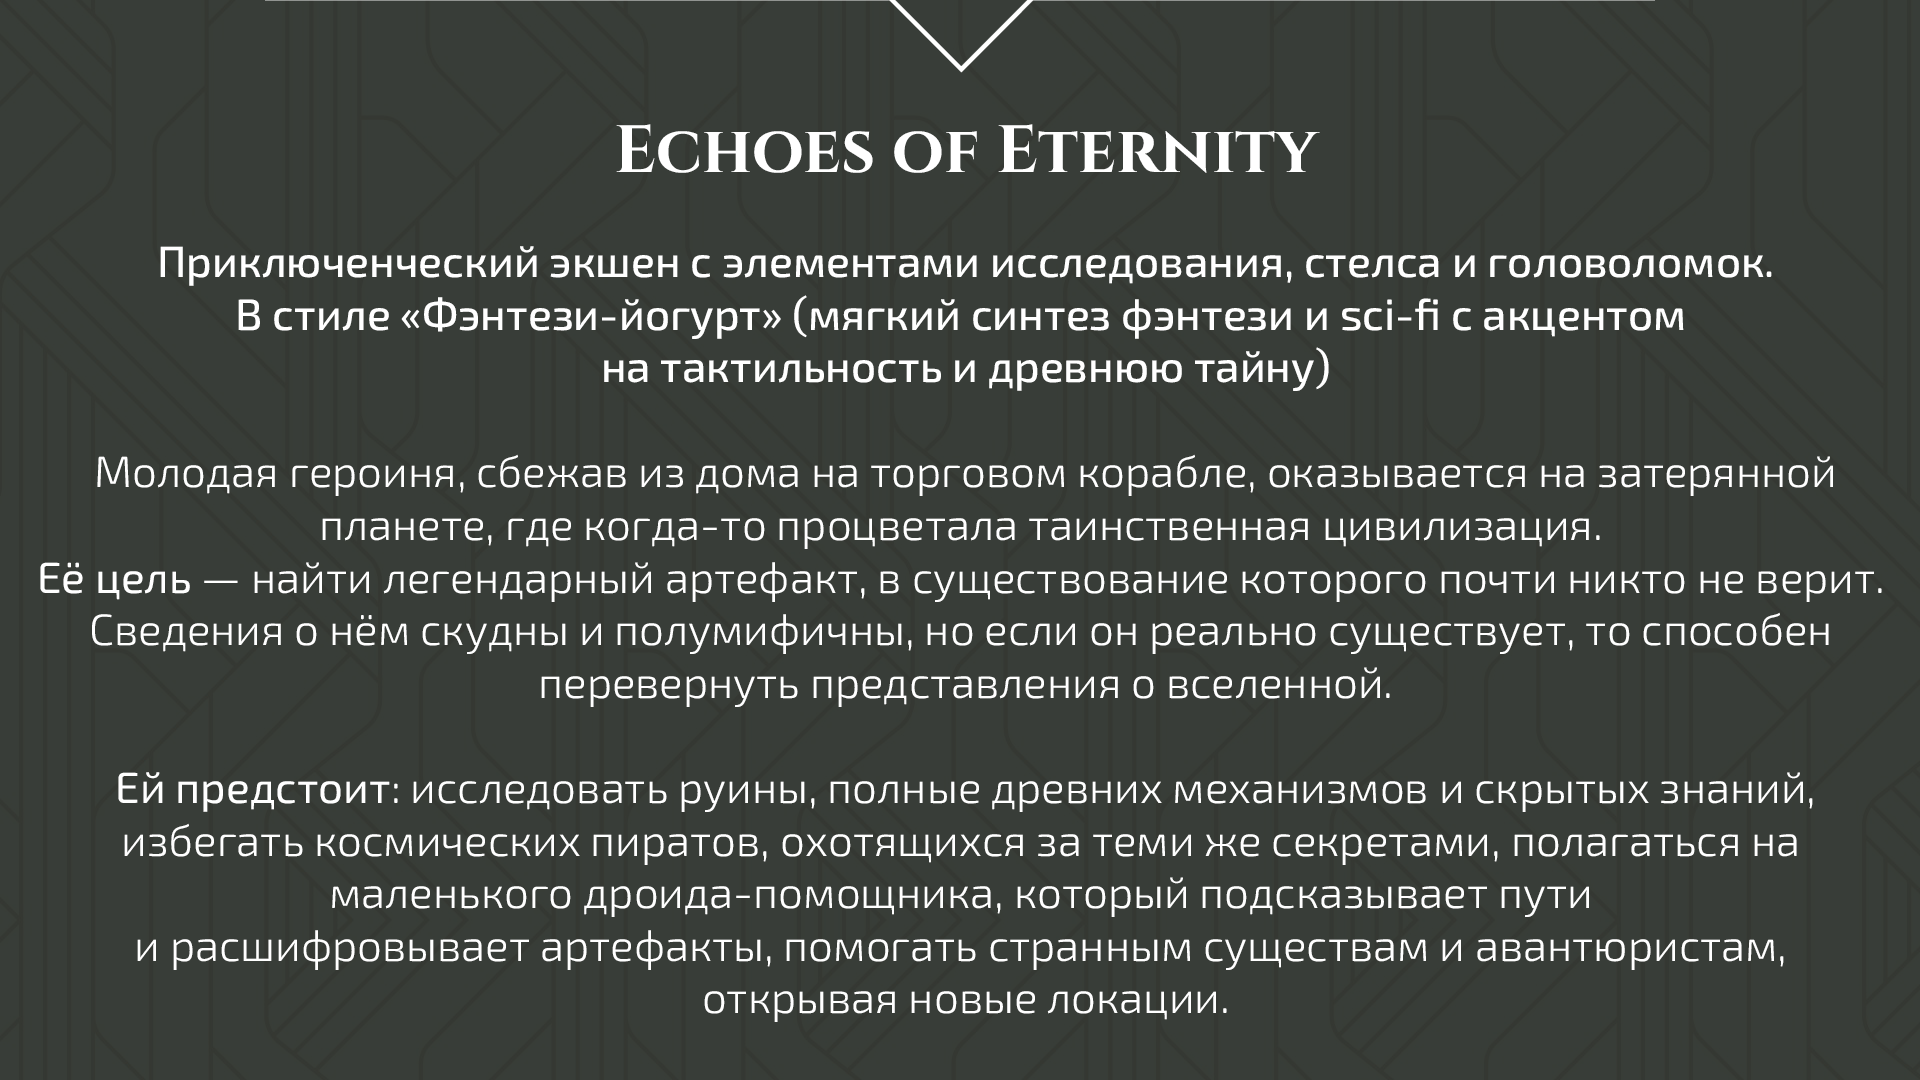 Echoes of Eternity
Приключенческий экшен с элементами исследования, стелса и головоломок.
В стиле «Фэнтези-йогурт» (мягкий синтез фэнтези и sci-fi с акцентом
на тактильность и древнюю тайну)
Молодая героиня, сбежав из дома на торговом корабле, оказывается на затерянной
планете, где когда-то процветала таинственная цивилизация.
Её цель — найти легендарный артефакт, в существование которого почти никто не верит.
Сведения о нём скудны и полумифичны, но если он реально существует, то способен
перевернуть представления о вселенной.
Ей предстоит: исследовать руины, полные древних механизмов и скрытых знаний,
избегать космических пиратов, охотящихся за теми же секретами, полагаться на
маленького дроида-помощника, который подсказывает пути
и расшифровывает артефакты, помогать странным существам и авантюристам,
открывая новые локации.